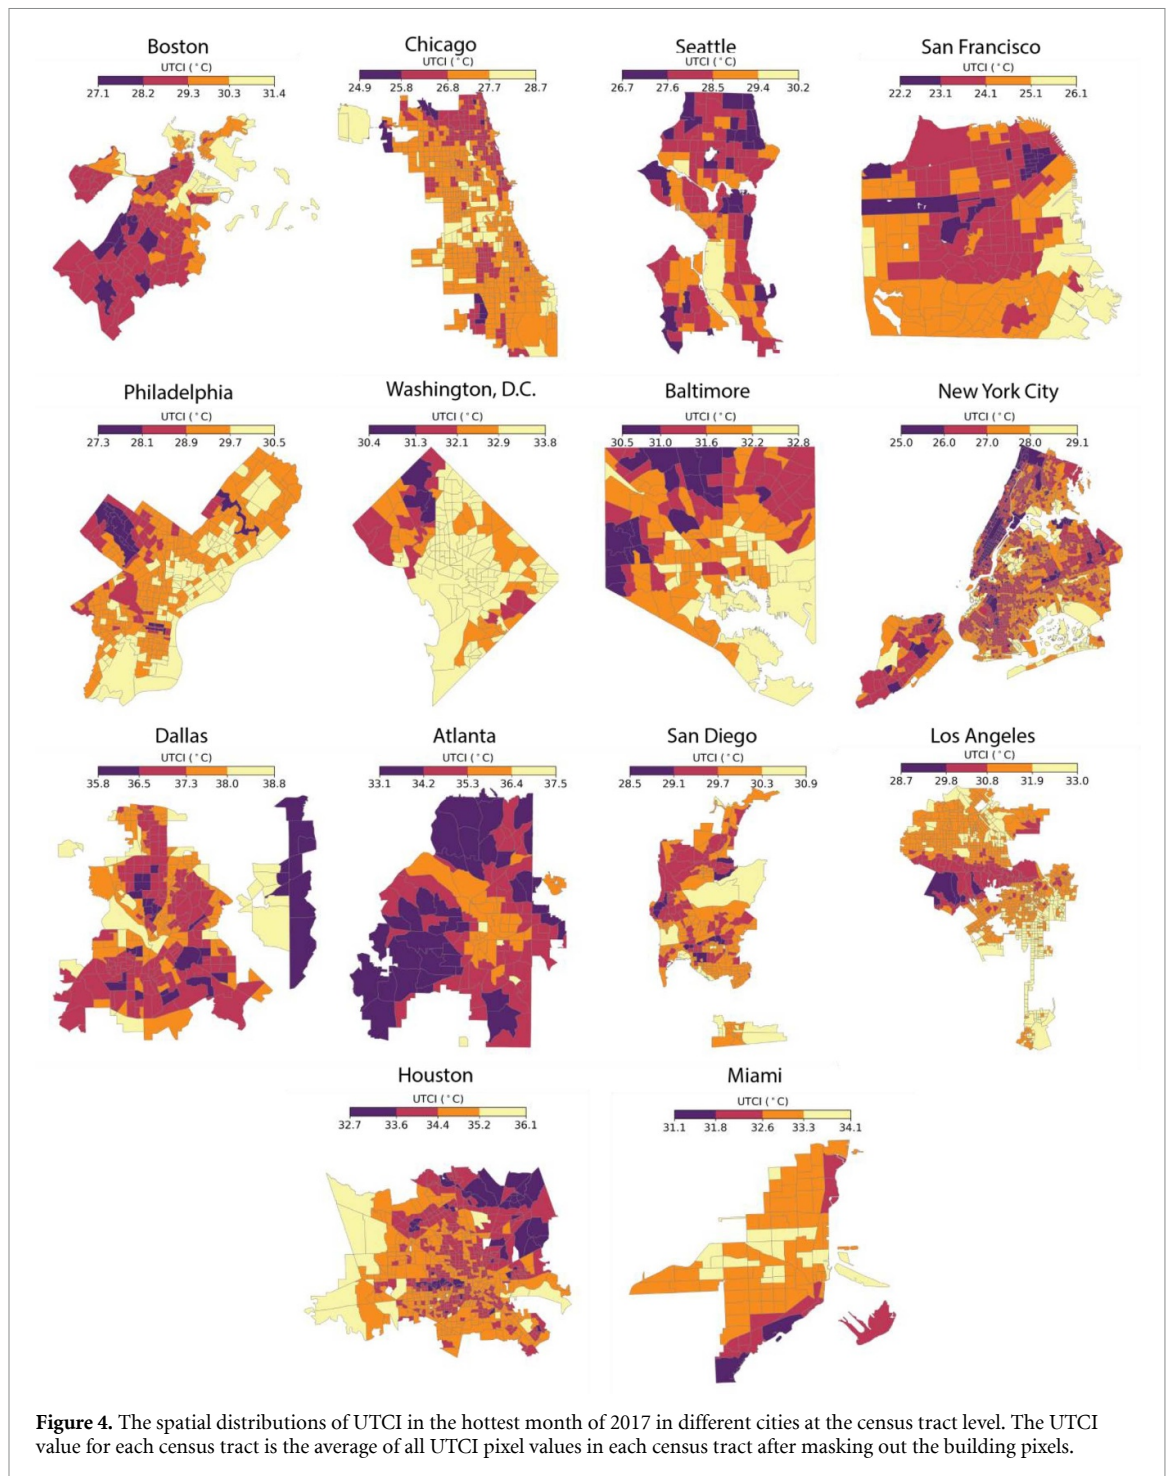 Boston
UTCI (°C)
27.1 28.2 29.3 30.3 31.4
Chicago
UTCI (°C)
24.9 25.8 26.8 27.7 28.7
Seattle
UTCI (°C)
26.7 27.6 28.5 29.4 30.2
San Francisco
UTCI (°C)
22.2 23.1 24.1 25.1 26.1
Philadelphia
UTCI (°C)
27.3 28.1 28.9 29.7 30.5
Washington, D.C.
UTCI (°C)
30.4 31.3 32.1 32.9 33.8
Baltimore
UTCI (°C)
30.5 31.0 31.6 32.2 32.8
New York City
UTCI (°C)
25.0 26.0 27.0 28.0 29.1
Dallas
UTCI (°C)
35.8 36.5 37.3 38.0 38.8
Atlanta
UTCI (°C)
33.1 34.2 35.3 36.4 37.5
San Diego
UTCI (°C)
28.5 29.1 29.7 30.3 30.9
Los Angeles
UTCI (°C)
28.7 29.8 30.8 31.9 33.0
Houston
UTCI (°C)
32.7 33.6 34.4 35.2 36.1
Miami
UTCI (°C)
31.1 31.8 32.6 33.3 34.1
Figure 4. The spatial distributions of UTCI in the hottest month of 2017 in different cities at the census tract level. The UTCI
value for each census tract is the average of all UTCI pixel values in each census tract after masking out the building pixels.